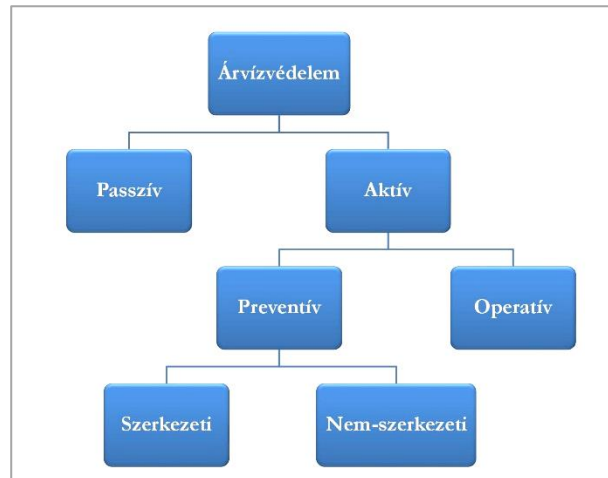 Árvízvédelem
Passzív
Aktív
Preventív
Operatív
Szerkezeti
Nem-szerkezeti